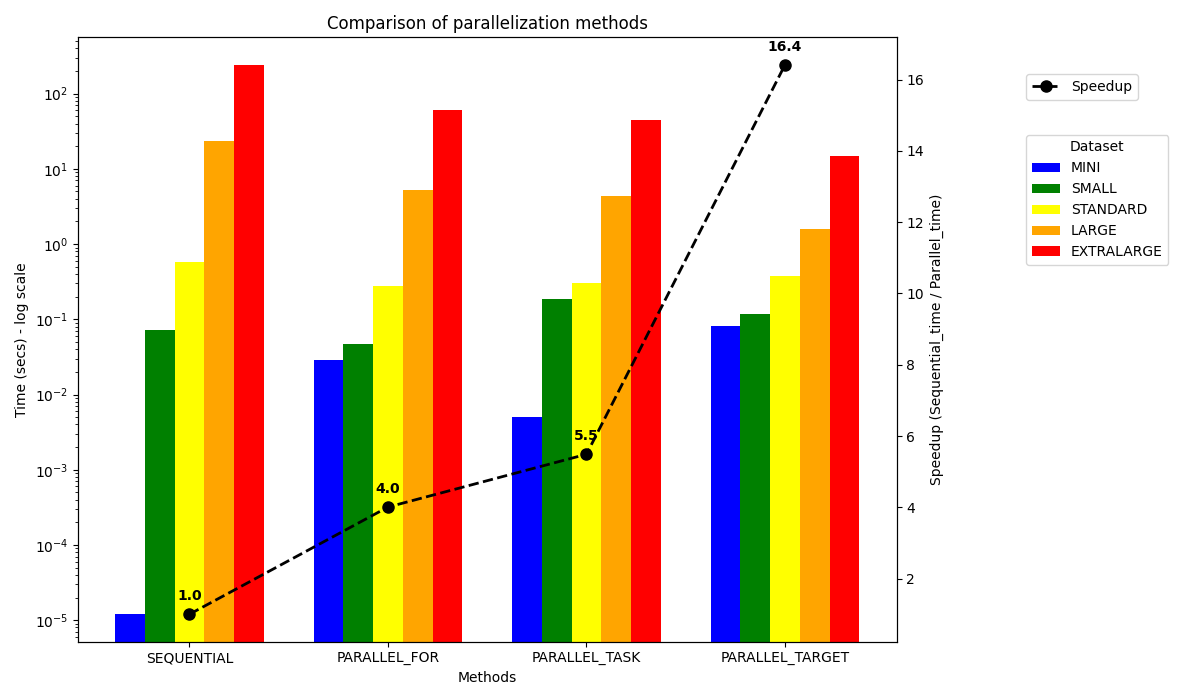 Comparison of parallelization methods
Time (secs) - log scale
10²
10¹
10⁰
10⁻¹
10⁻²
10⁻³
10⁻⁴
10⁻⁵
1.0
4.0
5.5
16.4
SEQUENTIAL
PARALLEL_FOR
PARALLEL_TASK
PARALLEL_TARGET
Methods
16
14
12
10
8
6
4
2
Speedup (Sequential_time / Parallel_time)
Speedup
Dataset
MINI
SMALL
STANDARD
LARGE
EXTRALARGE